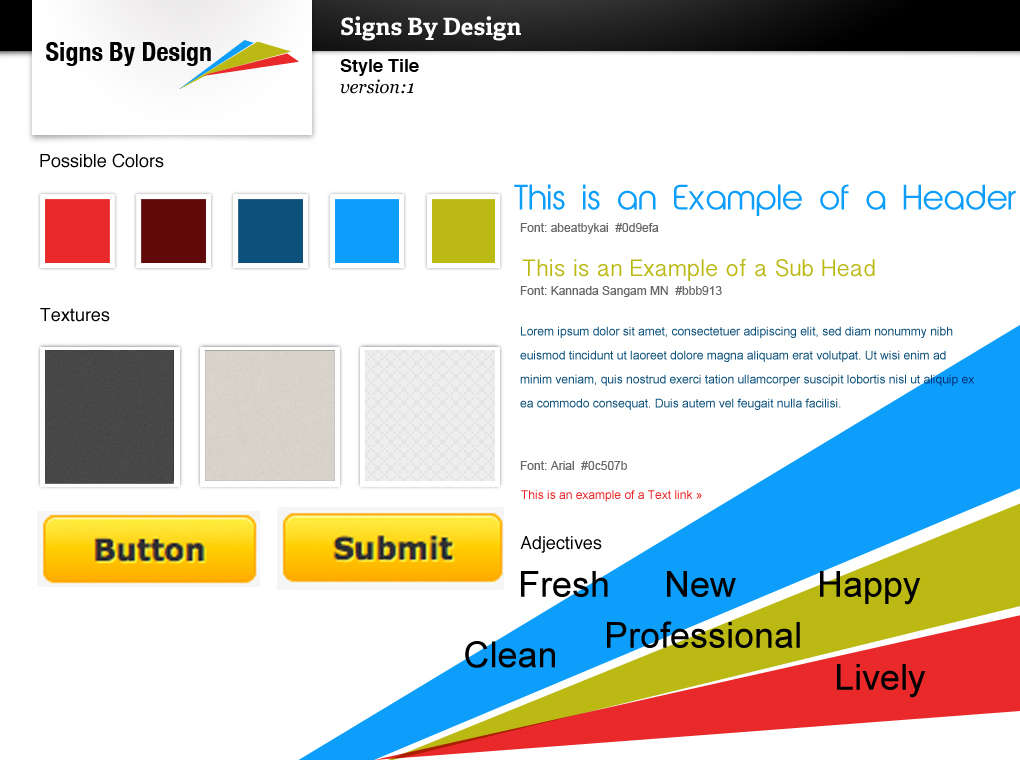 Signs By Design
Signs By Design
Style Tile
version:1
Possible Colors
This is an Example of a Header
Font: abeatbykai  #0d9efa
This is an Example of a Sub Head
Font: Kannada Sangam MN  #bbb913
Textures
Lorem ipsum dolor sit amet, consectetuer adipiscing elit, sed diam nonummy nibh
euismod tincidunt ut laoreet dolore magna aliquam erat volutpat. Ut wisi enim ad
minim veniam, quis nostrud exerci tation ullamcorper suscipit lobortis nisl ut aliquip ex
ea commodo consequat. Duis autem vel feugait nulla facilisi.
Font: Arial  #0c507b
This is an example of a Text link »
Button
Submit
Adjectives
Fresh
New
Happy
Professional
Clean
Lively